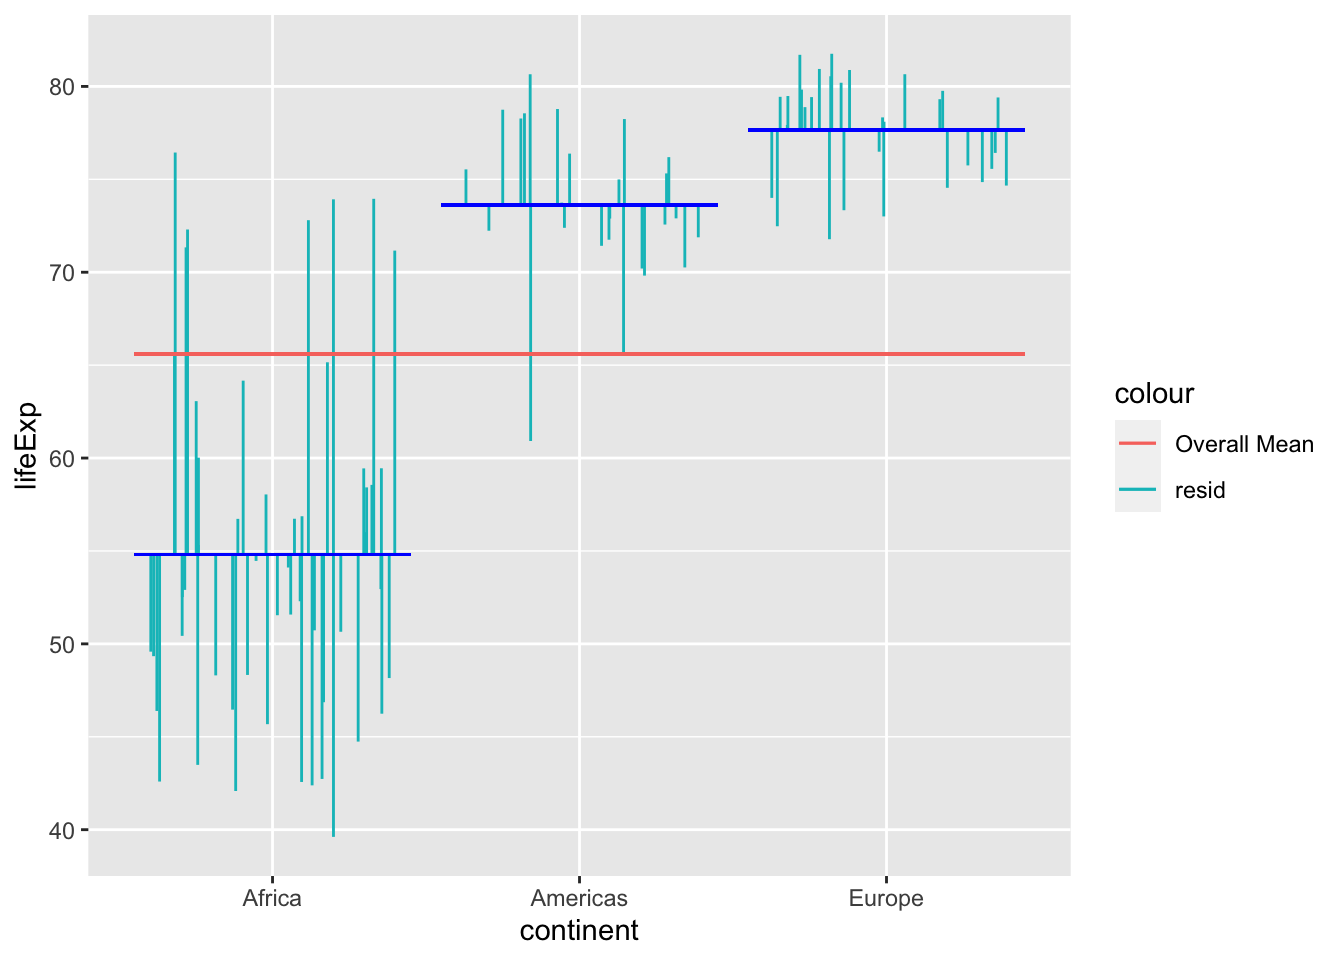 lifeExp
80
70
60
50
40
Africa
Americas
Europe
continent
colour
Overall Mean
resid